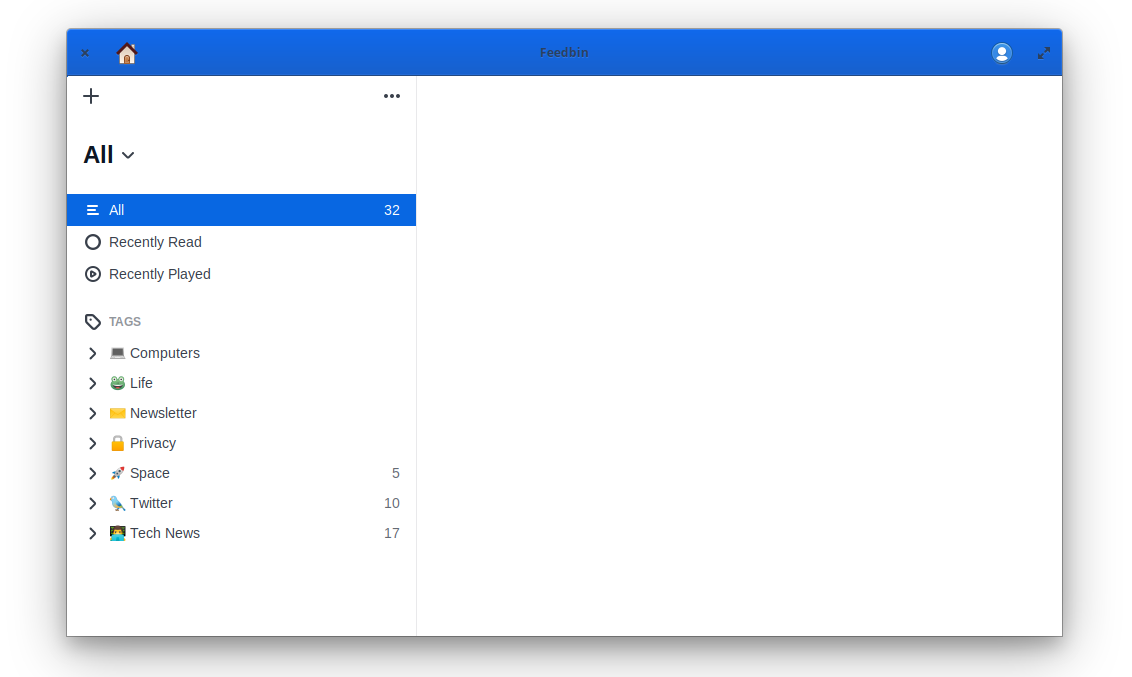 Feedbin
All
All 32
Recently Read
Recently Played
TAGS
Computers
Life
Newsletter
Privacy
Space 5
Twitter 10
Tech News 17